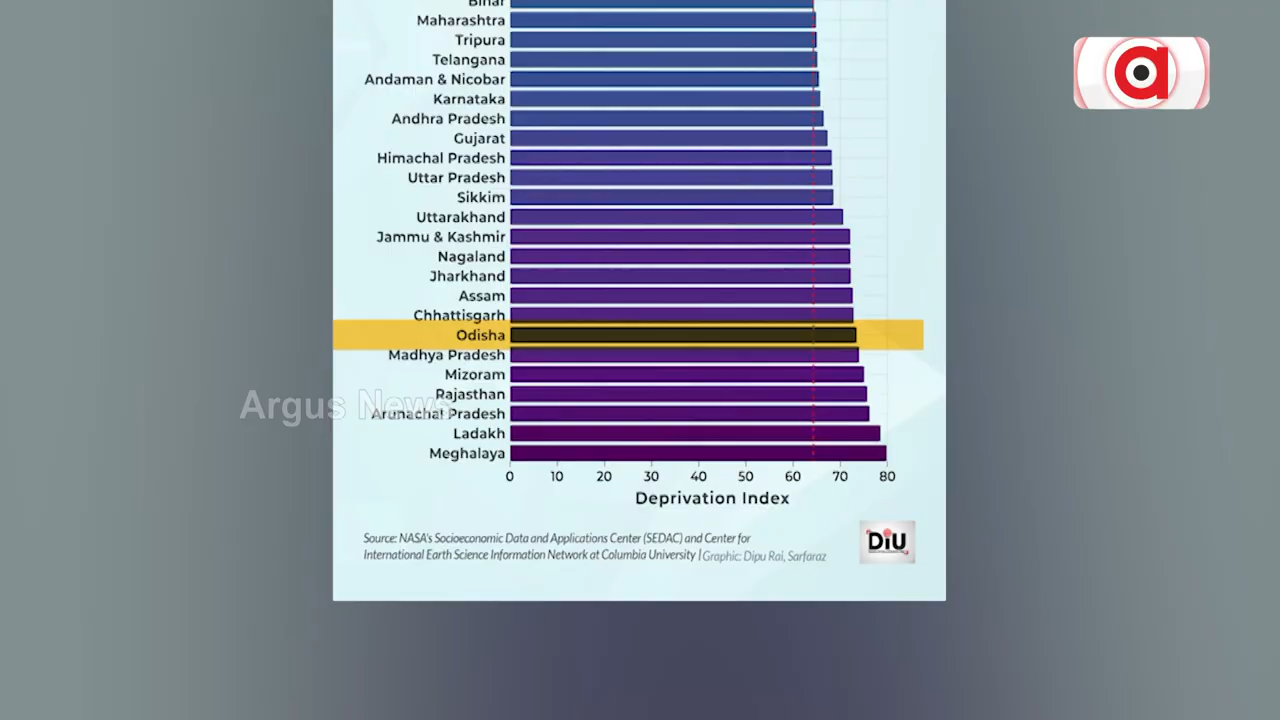 Bihar
Maharashtra
Tripura
Telangana
Andaman & Nicobar
Karnataka
Andhra Pradesh
Gujarat
Himachal Pradesh
Uttar Pradesh
Sikkim
Uttarakhand
Jammu & Kashmir
Nagaland
Jharkhand
Assam
Chhattisgarh
Odisha
Madhya Pradesh
Mizoram
Rajasthan
Argus News
Arunachal Pradesh
Ladakh
Meghalaya
0 10 20 30 40 50 60 70 80
Deprivation Index
Source: NASA's Socioeconomic Data and Applications Center (SEDAC) and Center for
International Earth Science Information Network at Columbia University | Graphic: Dipu Rai, Sarfaraz
DiU
a